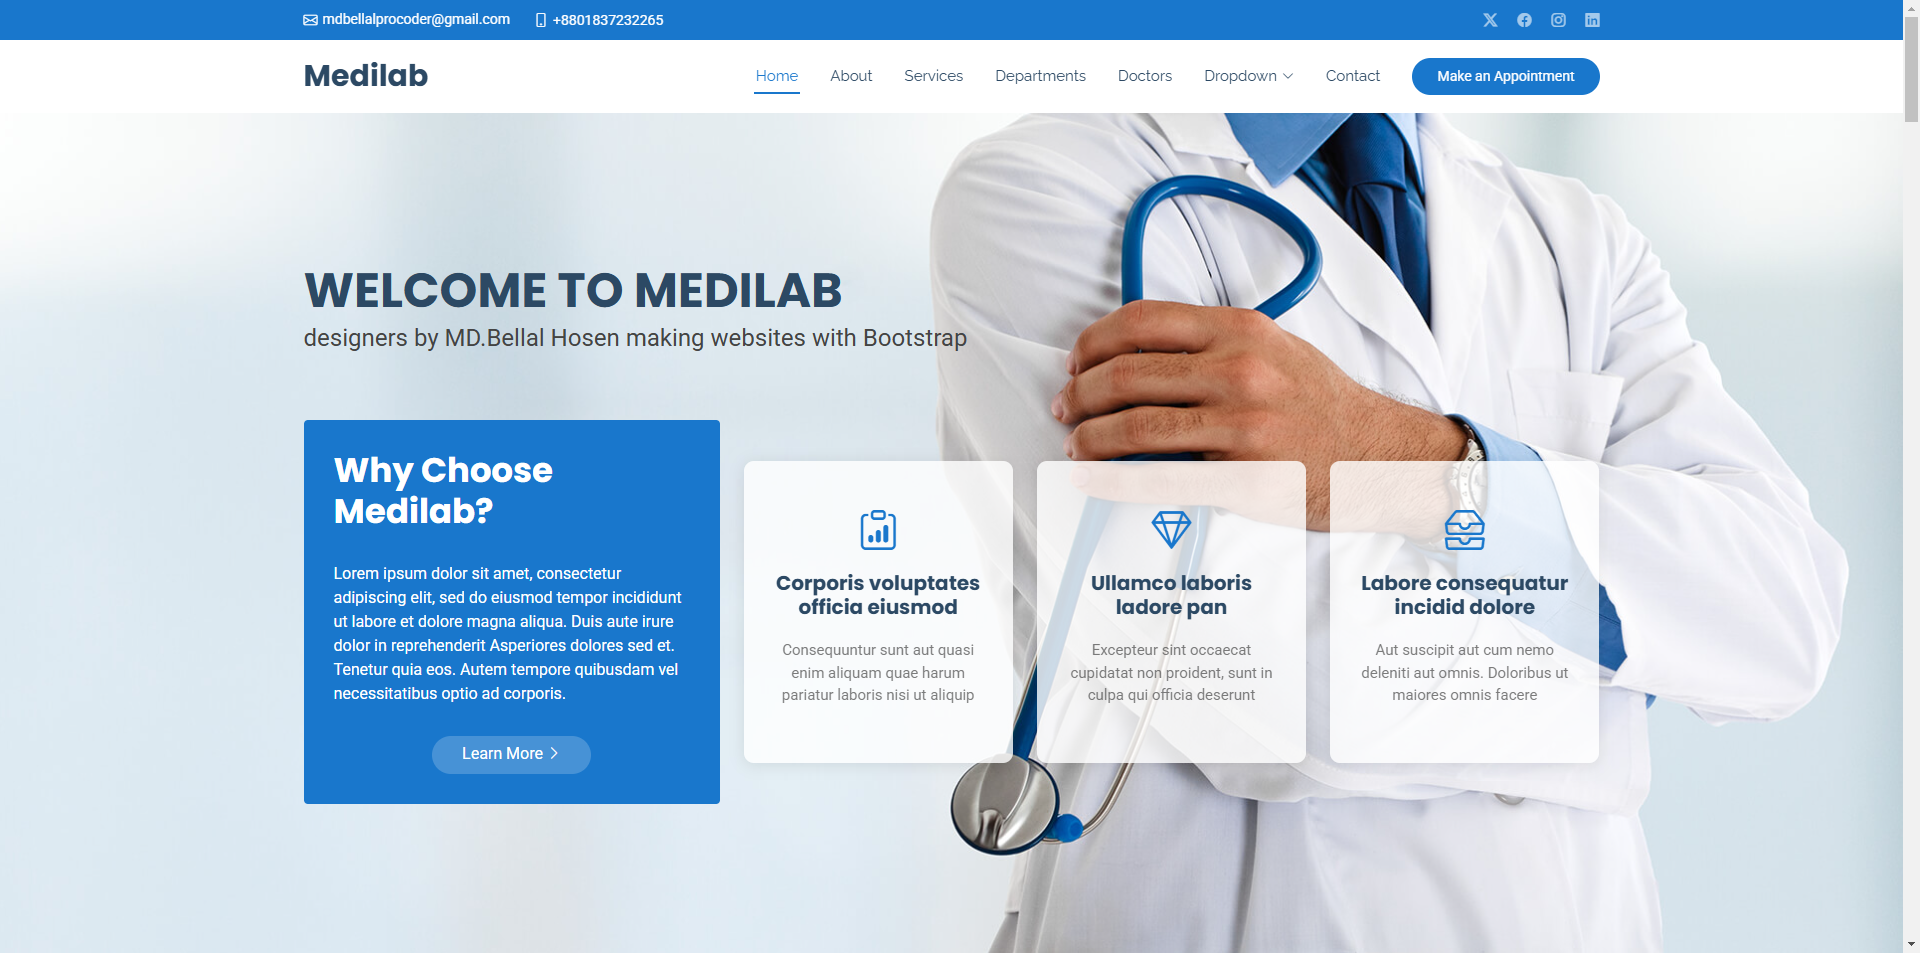 mdbellalprocoder@gmail.com +8801837232265
Medilab Home About Services Departments Doctors Dropdown Contact Make an Appointment
WELCOME TO MEDILAB
designers by MD.Bellal Hosen making websites with Bootstrap
Why Choose
Medilab?
Lorem ipsum dolor sit amet, consectetur
adipiscing elit, sed do eiusmod tempor incididunt
ut labore et dolore magna aliqua. Duis aute irure
dolor in reprehenderit Asperiores dolores sed et.
Tenetur quia eos. Autem tempore quibusdam vel
necessitatibus optio ad corporis.
Learn More
Corporis voluptates
officia eiusmod
Consequuntur sunt aut quasi
enim aliquam quae harum
pariatur laboris nisi ut aliquip
Ullamco laboris
ladore pan
Excepteur sint occaecat
cupidatat non proident, sunt in
culpa qui officia deserunt
Labore consequatur
incidid dolore
Aut suscipit aut cum nemo
deleniti aut omnis. Doloribus ut
maiores omnis facere